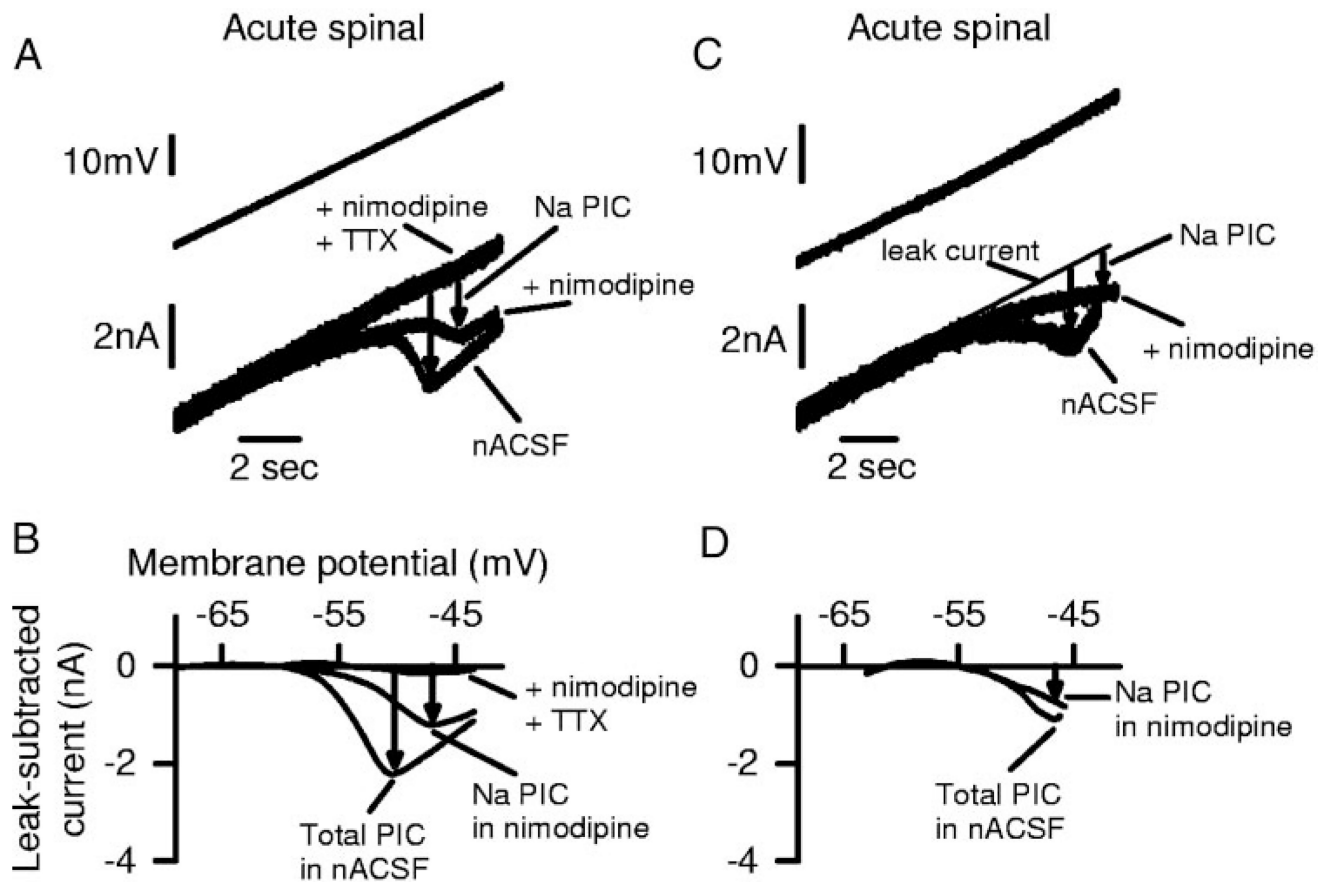 A
Acute spinal
10mV
+ nimodipine
+ TTX
Na PIC
+ nimodipine
2nA
nACSF
2 sec
C
Acute spinal
10mV
leak current
Na PIC
2nA
+ nimodipine
nACSF
2 sec
B
Membrane potential (mV)
-65 -55 -45
Leak-subtracted
current (nA)
0
-2
-4
+ nimodipine
+ TTX
Na PIC
in nimodipine
Total PIC
in nACSF
D
-65 -55 -45
0
-2
-4
Na PIC
in nimodipine
Total PIC
in nACSF